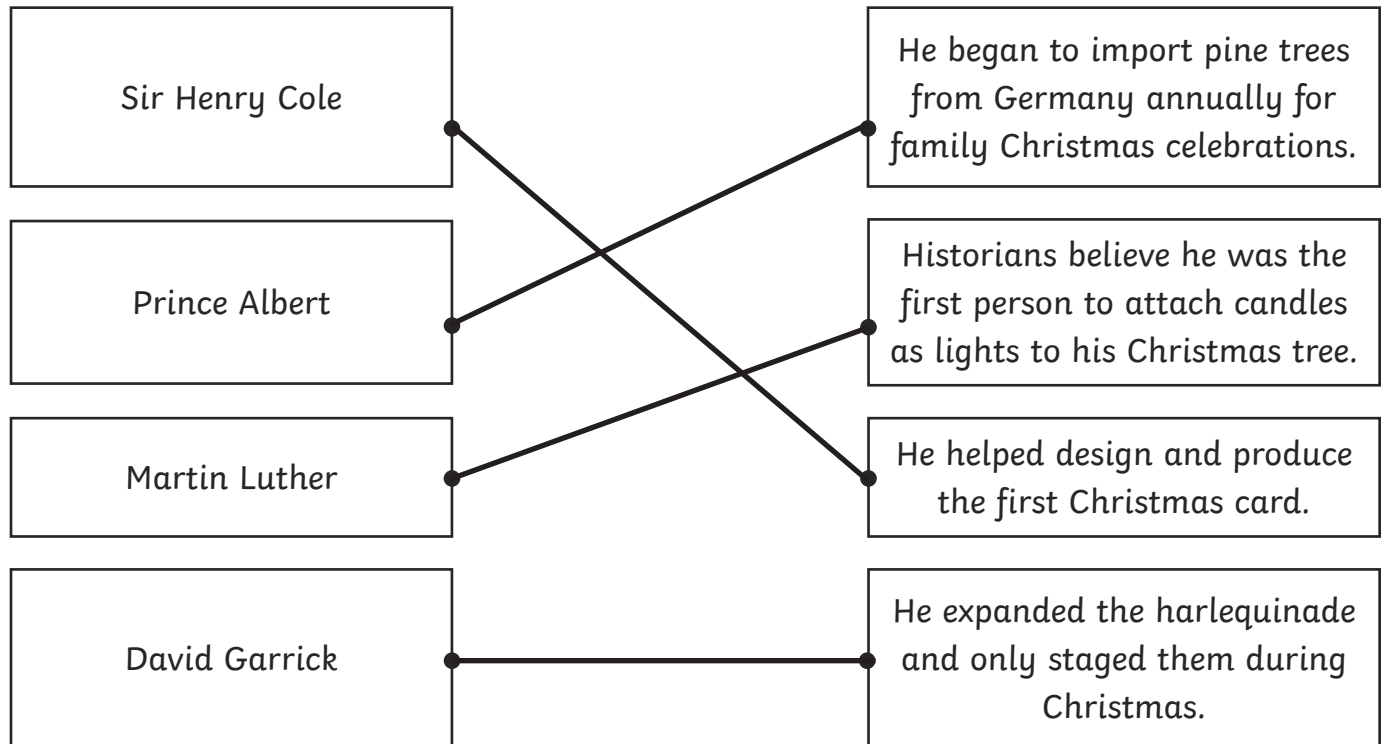 Sir Henry Cole
He began to import pine trees
from Germany annually for
family Christmas celebrations.
Prince Albert
Historians believe he was the
first person to attach candles
as lights to his Christmas tree.
Martin Luther
He helped design and produce
the first Christmas card.
David Garrick
He expanded the harlequinade
and only staged them during
Christmas.